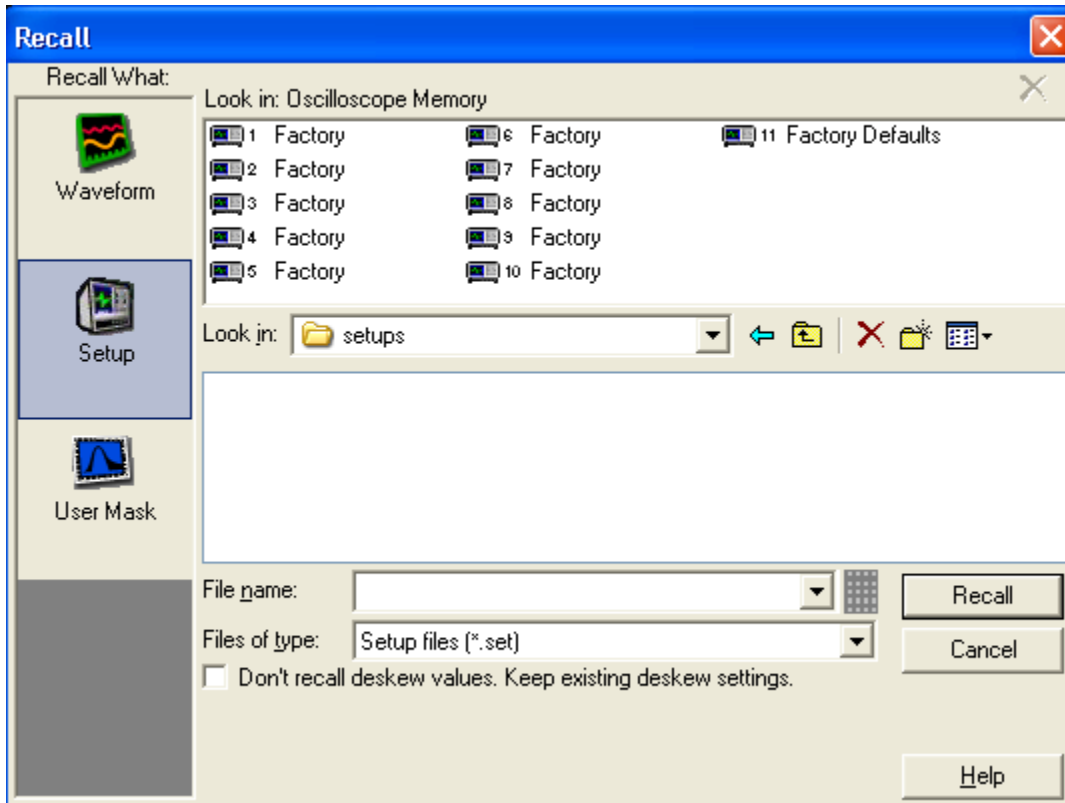 Recall
Recall What:
Waveform
Setup
User Mask
Look in: Oscilloscope Memory
1 Factory
2 Factory
3 Factory
4 Factory
5 Factory
6 Factory
7 Factory
8 Factory
9 Factory
10 Factory
11 Factory Defaults
Look in: setups
File name:
Files of type: Setup files (*.set)
Don't recall deskew values. Keep existing deskew settings.
Recall
Cancel
Help